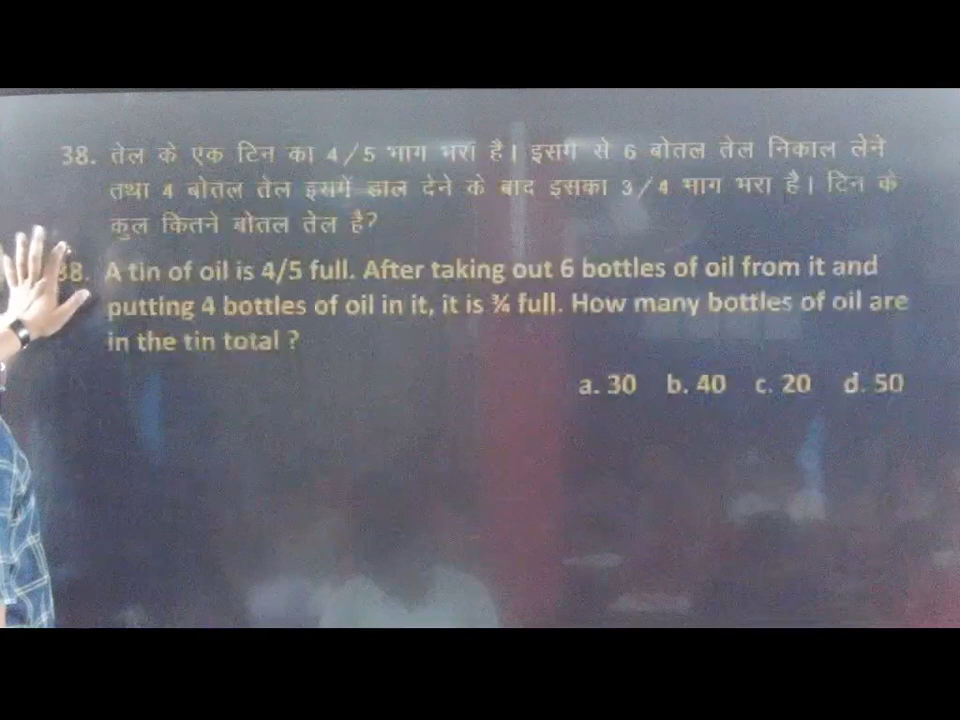 38. तेल के एक टिन का 4/5 भाग भरा है। इसमें से 6 बोतल तेल निकाल लेने
तथा 4 बोतल तेल इसमें डाल देने के बाद इसका 3/4 भाग भरा है। टिन के
कुल कितने बोतल तेल है?
38. A tin of oil is 4/5 full. After taking out 6 bottles of oil from it and
putting 4 bottles of oil in it, it is ¾ full. How many bottles of oil are
in the tin total ?
a. 30 b. 40 c. 20 d. 50